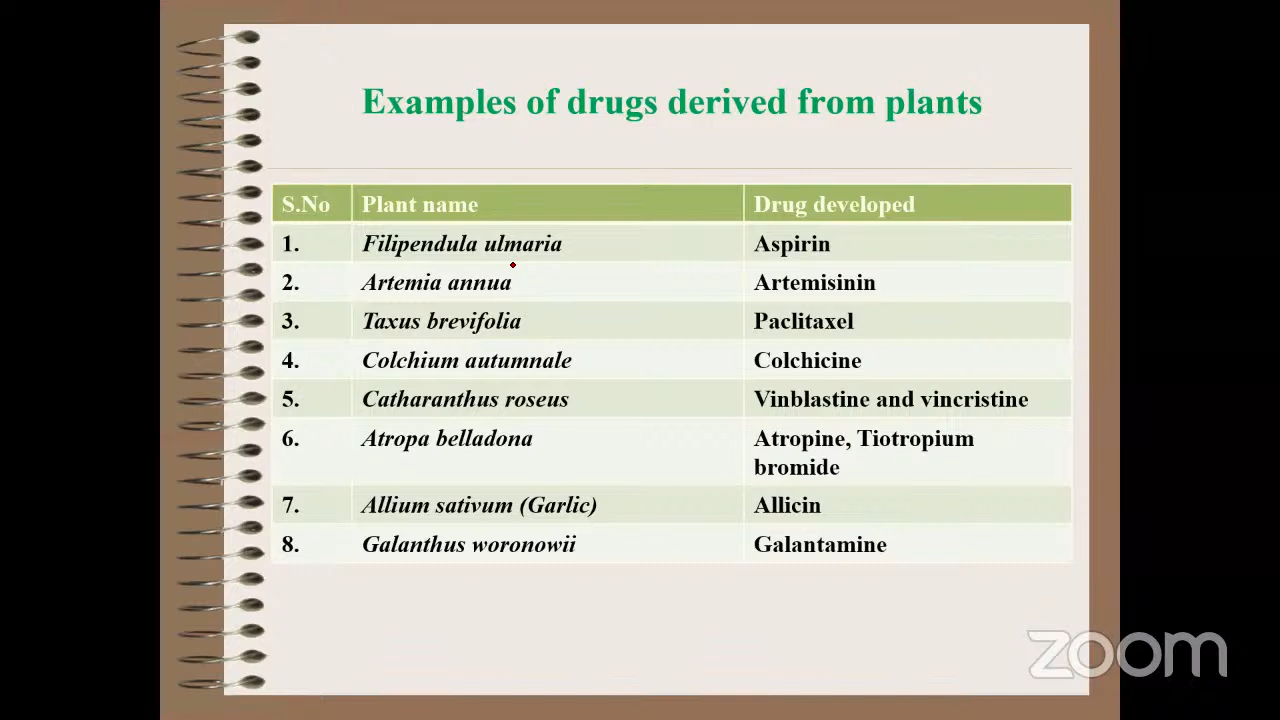 Examples of drugs derived from plants
S.No Plant name Drug developed
1. Filipendula ulmaria Aspirin
2. Artemia annua Artemisinin
3. Taxus brevifolia Paclitaxel
4. Colchium autumnale Colchicine
5. Catharanthus roseus Vinblastine and vincristine
6. Atropa belladona Atropine, Tiotropium
bromide
7. Allium sativum (Garlic) Allicin
8. Galanthus woronowii Galantamine
zoom